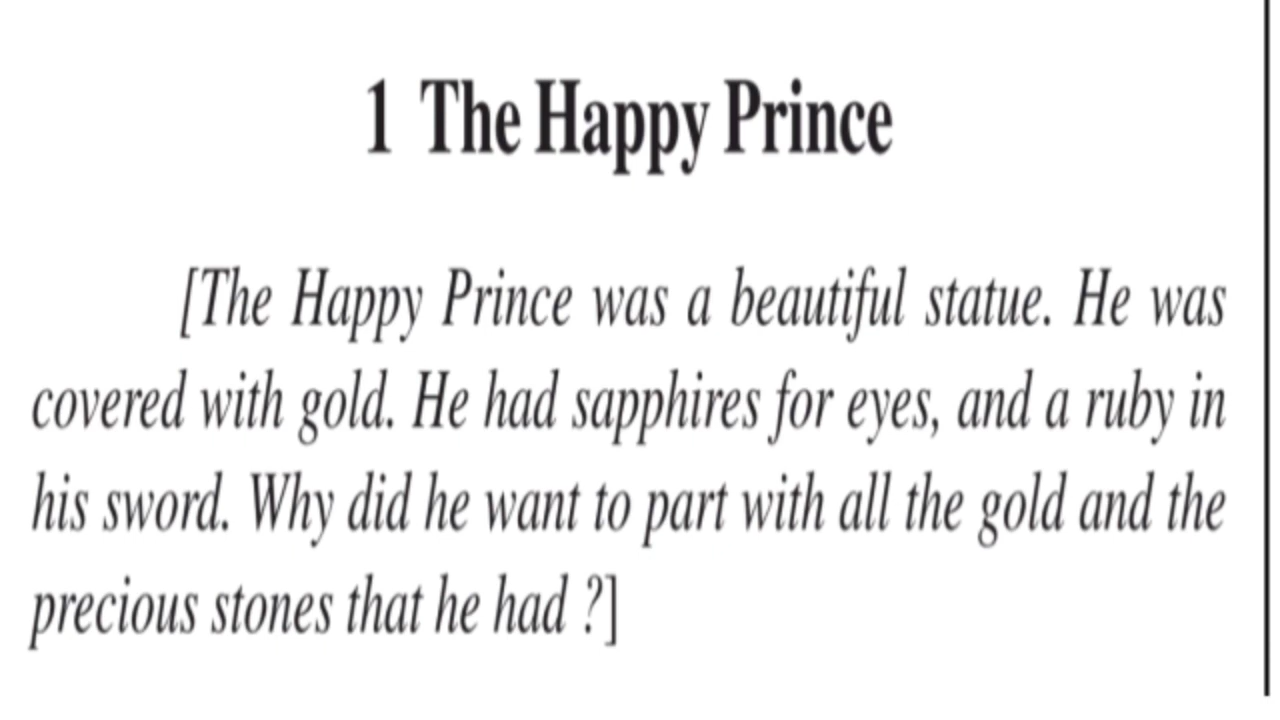 1 The Happy Prince
[The Happy Prince was a beautiful statue. He was
covered with gold. He had sapphires for eyes, and a ruby in
his sword. Why did he want to part with all the gold and the
precious stones that he had ?]